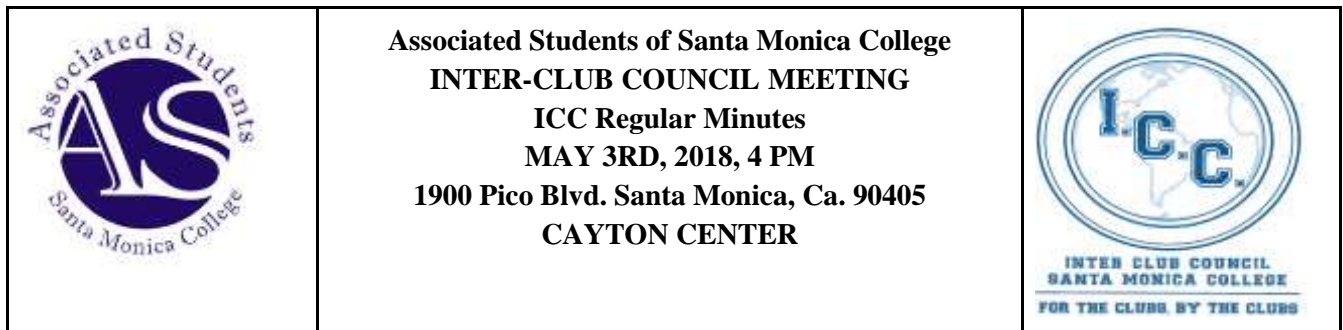 Associated Students
AS
Santa Monica College
Associated Students of Santa Monica College
INTER-CLUB COUNCIL MEETING
ICC Regular Minutes
MAY 3RD, 2018, 4 PM
1900 Pico Blvd. Santa Monica, Ca. 90405
CAYTON CENTER
I.C.C.
INTER CLUB COUNCIL
SANTA MONICA COLLEGE
FOR THE CLUBS, BY THE CLUBS